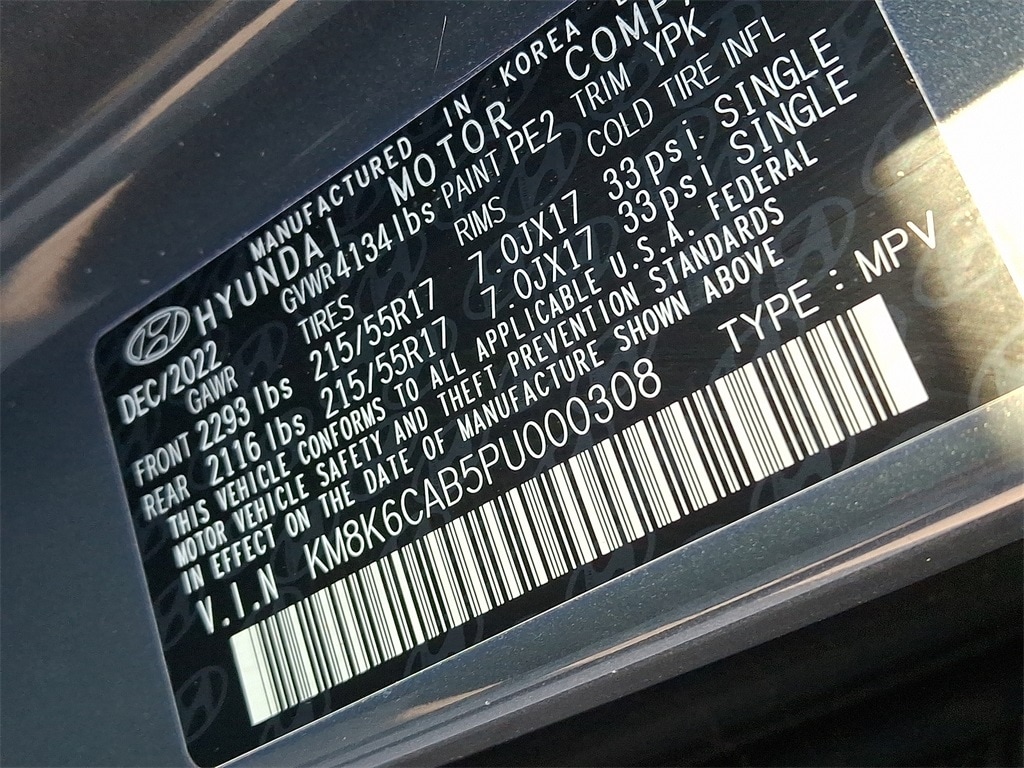 MANUFACTURED IN KOREA
HYUNDAI MOTOR
DEC/2022 GVWR 4134 lbs PAINT PE2 TRIM YPK
GAWR TIRES RIMS COLD TIRE INFL
FRONT 2293 lbs 215/55R17 7.0JX17 33psi SINGLE
REAR 2116 lbs 215/55R17 7.0JX17 33psi SINGLE
THIS VEHICLE CONFORMS TO ALL APPLICABLE U.S.A. FEDERAL
MOTOR VEHICLE SAFETY AND THEFT PREVENTION STANDARDS
IN EFFECT ON THE DATE OF MANUFACTURE SHOWN ABOVE
V.I.N KM8K6CAB5PU000308 TYPE : MPV